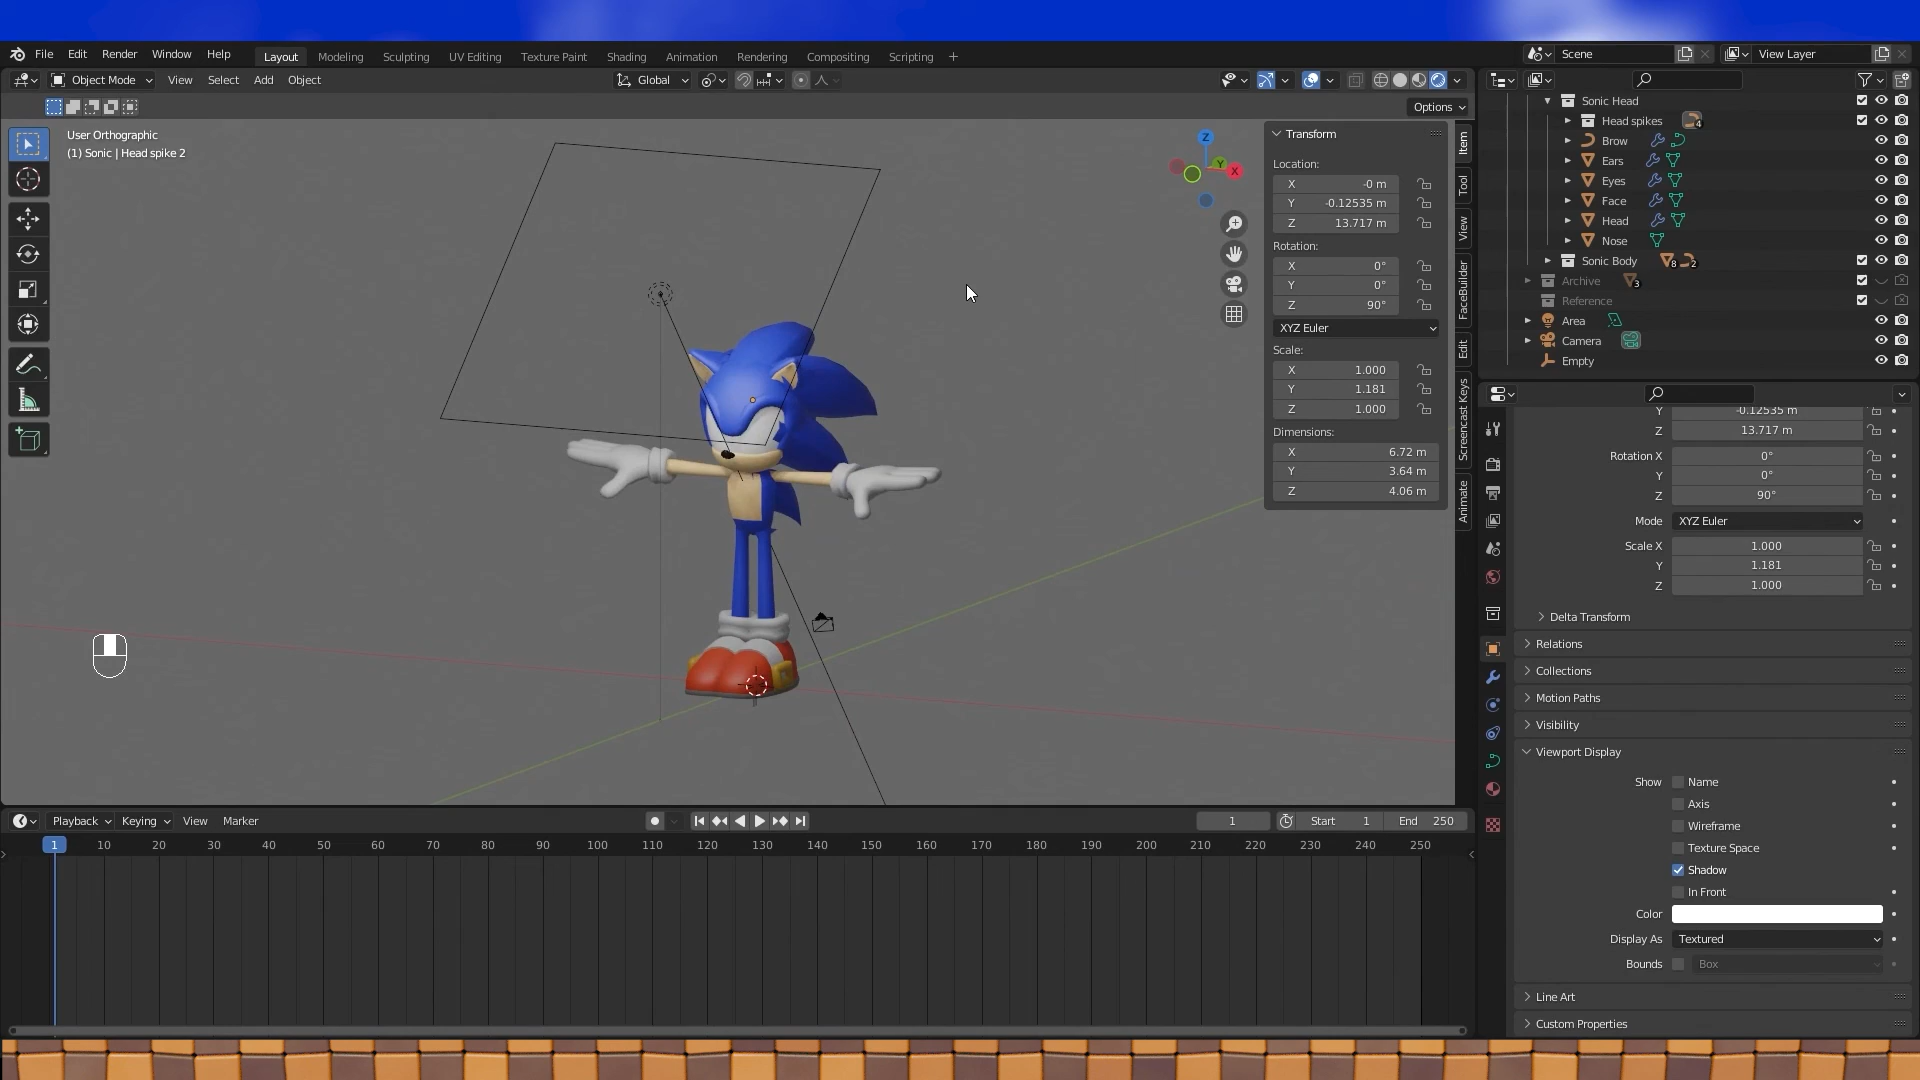 File Edit Render Window Help Layout Modeling Sculpting UV Editing Texture Paint Shading Animation Rendering Compositing Scripting + Scene View Layer
Object Mode View Select Add Object Global
Options
User Orthographic
(1) Sonic | Head spike 2
Z
Y
X
Transform
Location:
X -0 m
Y -0.12535 m
Z 13.717 m
Rotation:
X 0°
Y 0°
Z 90°
XYZ Euler
Scale:
X 1.000
Y 1.181
Z 1.000
Dimensions:
X 6.72 m
Y 3.64 m
Z 4.06 m
Item
Tool
View
FaceBuilder
Edit
Screencast Keys
Animate
Sonic Head
Head spikes 4
Brow
Ears
Eyes
Face
Head
Nose
Sonic Body 8 2
Archive 3
Reference
Area
Camera
Empty
Y -0.12535 m
Z 13.717 m
Rotation X 0°
Y 0°
Z 90°
Mode XYZ Euler
Scale X 1.000
Y 1.181
Z 1.000
Delta Transform
Relations
Collections
Motion Paths
Visibility
Viewport Display
Show Name
Axis
Wireframe
Texture Space
Shadow
In Front
Color
Display As Textured
Bounds Box
Line Art
Custom Properties
Playback Keying View Marker 1 Start 1 End 250
1 10 20 30 40 50 60 70 80 90 100 110 120 130 140 150 160 170 180 190 200 210 220 230 240 250